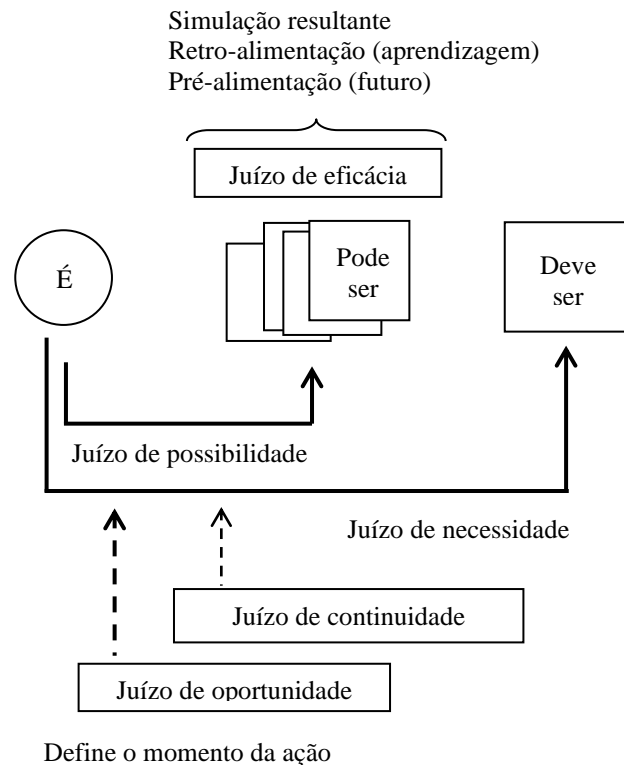 Simulação resultante
Retro-alimentação (aprendizagem)
Pré-alimentação (futuro)
Juízo de eficácia
É
Pode
ser
Deve
ser
Juízo de possibilidade
Juízo de necessidade
Juízo de continuidade
Juízo de oportunidade
Define o momento da ação